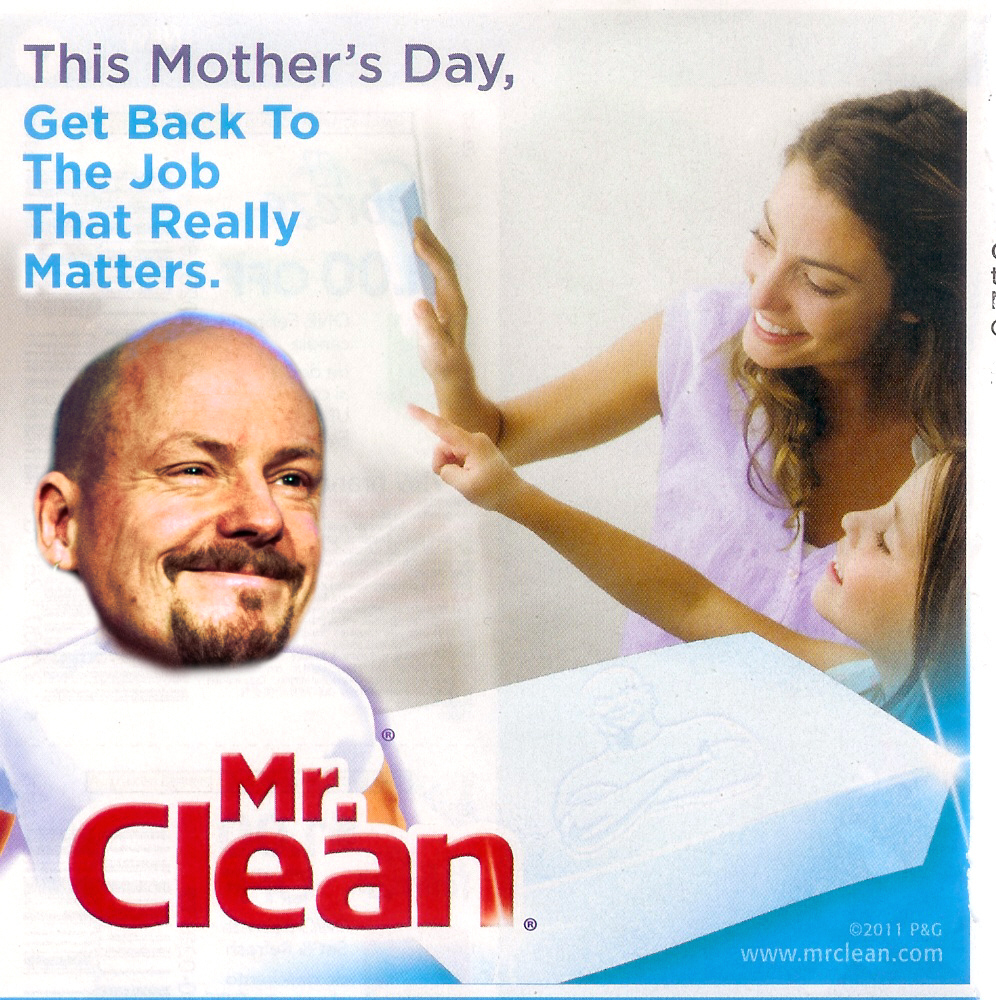 This Mother's Day,
Get Back To
The Job
That Really
Matters.
®
Mr.
Clean®
©2011 P&G
www.mrclean.com